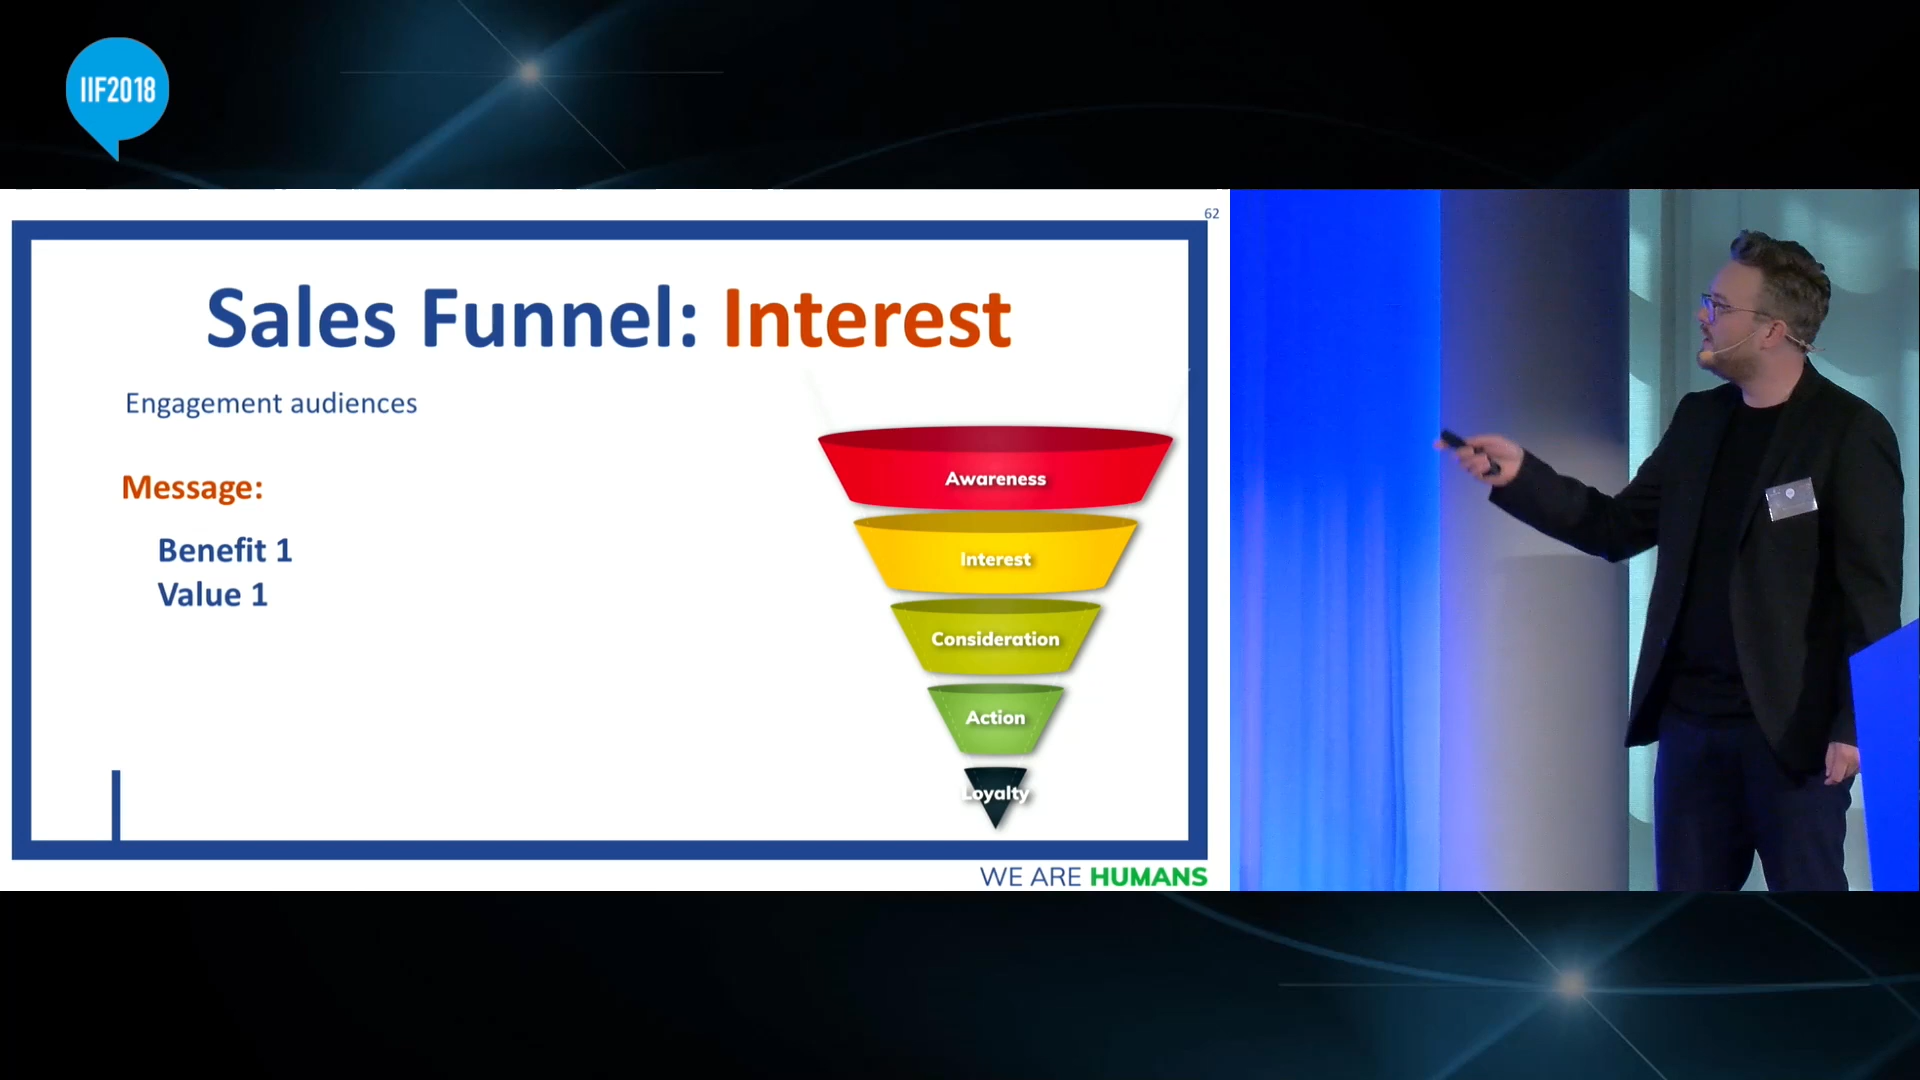 IIF2018
62
Sales Funnel: Interest
Engagement audiences
Message:
Benefit 1
Value 1
Awareness
Interest
Consideration
Action
Loyalty
WE ARE HUMANS